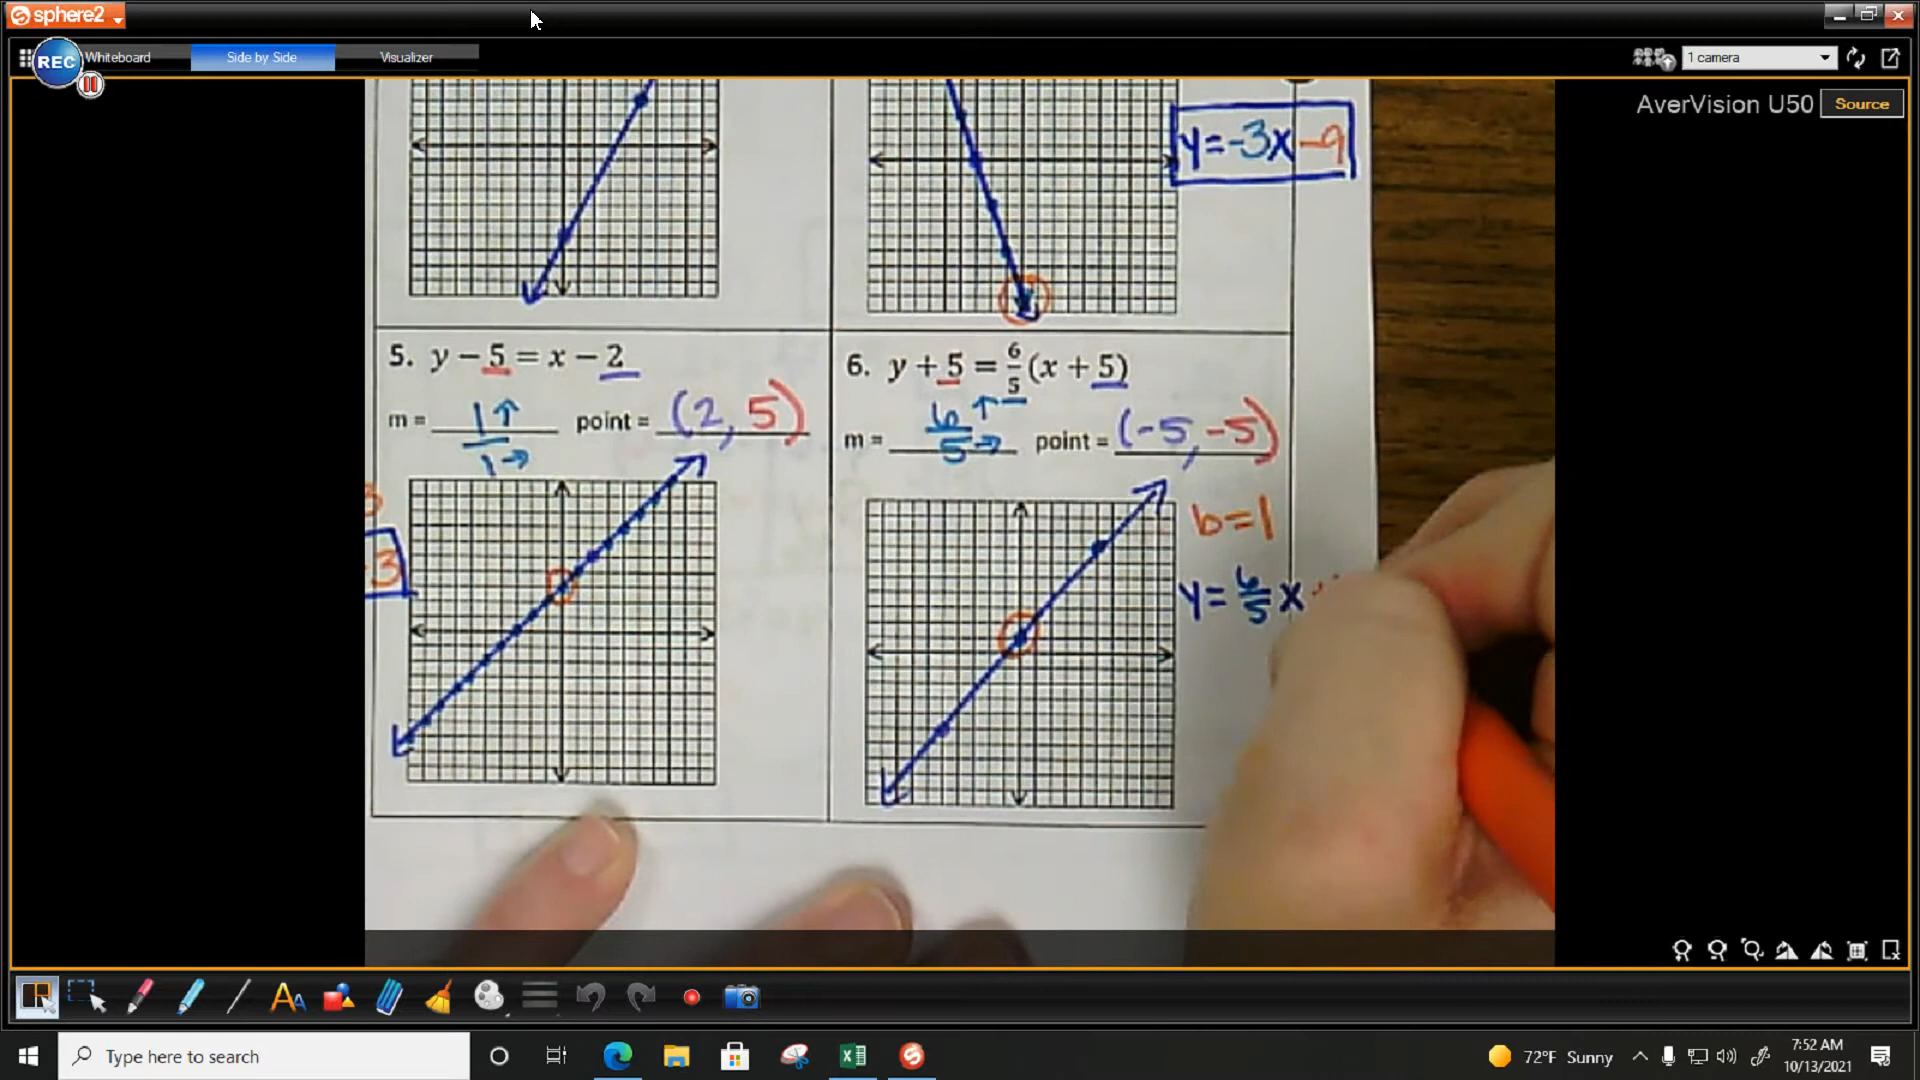 sphere2
REC
Whiteboard
Side by Side
Visualizer
1 camera
AverVision U50
Source
y=-3x-9
5. y − 5 = x − 2
m = 1↑/1→ point = (2, 5)
3
3
6. y + 5 = 6/5(x + 5)
m = 6↑/5→ point = (-5, -5)
b=1
y=6/5x
Type here to search
72°F Sunny
7:52 AM
10/13/2021